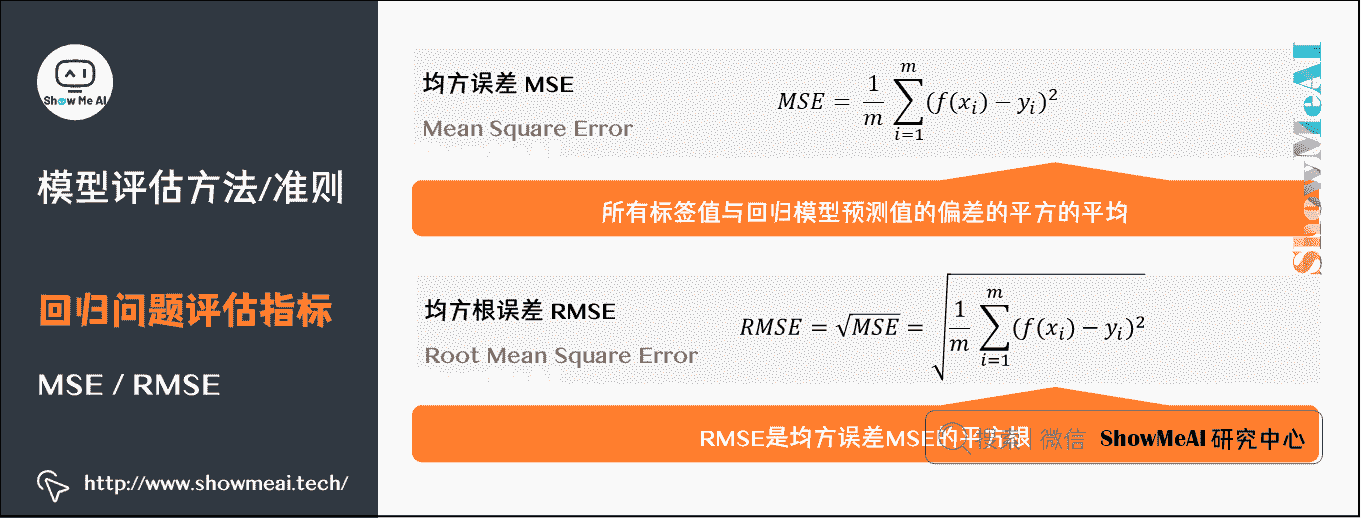 Show Me AI
模型评估方法/准则
回归问题评估指标
MSE / RMSE
http://www.showmeai.tech/
均方误差 MSE
Mean Square Error
MSE = \frac{1}{m} \sum_{i=1}^{m} (f(x_i) - y_i)^2
所有标签值与回归模型预测值的偏差的平方的平均
均方根误差 RMSE
Root Mean Square Error
RMSE = \sqrt{MSE} = \sqrt{\frac{1}{m} \sum_{i=1}^{m} (f(x_i) - y_i)^2}
RMSE是均方误差MSE的平方根
搜索 | 微信 ShowMeAI 研究中心
ShowMeAI